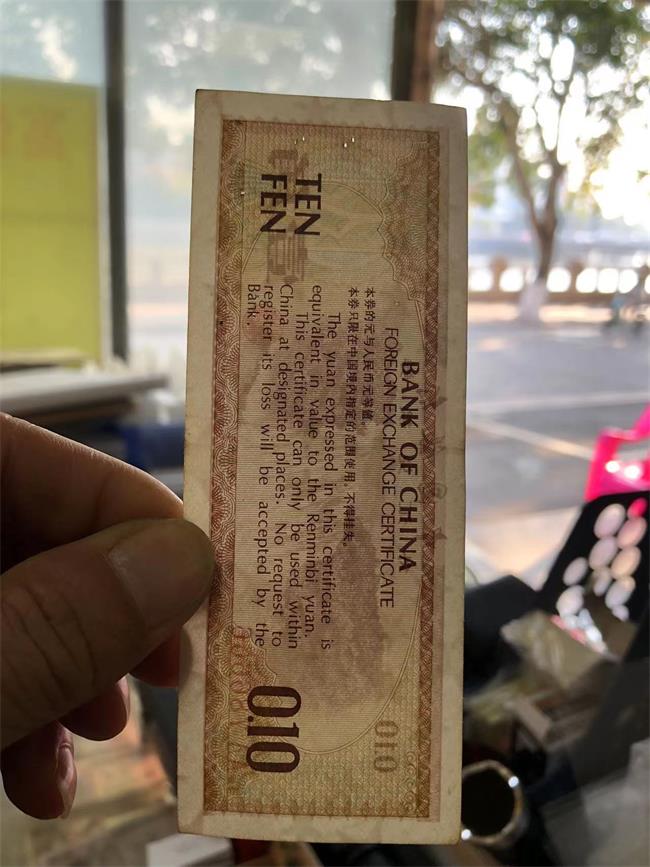 BANK OF CHINA
FOREIGN EXCHANGE CERTIFICATE
0.10
本券的元与人民币元等值。
本券只限在中国境内指定的范围使用，不得挂失。
TEN
FEN
The yuan expressed in this certificate is
equivalent in value to the Renminbi yuan.
This certificate can only be used within
China at designated places. No request to
register its loss will be accepted by the
Bank.
0.10